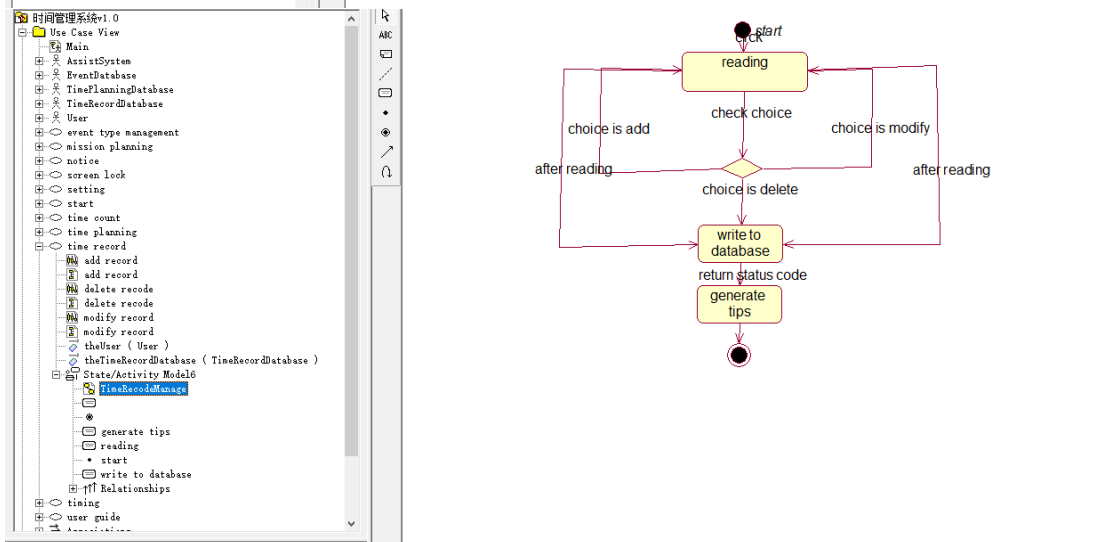 时间管理系统v1.0
Use Case View
Main
AssistSystem
EventDatabase
TimePlanningDatabase
TimeRecordDatabase
User
event type management
mission planning
notice
screen lock
setting
start
time count
time planning
time record
add record
add record
delete recode
delete recode
modify record
modify record
theUser ( User )
theTimeRecordDatabase ( TimeRecordDatabase )
State/Activity Model6
TimeRecodeManage
generate tips
reading
start
write to database
Relationships
timing
user guide
ABC
start
reading
check choice
choice is add
choice is modify
after reading
after reading
choice is delete
write to
database
return status code
generate
tips